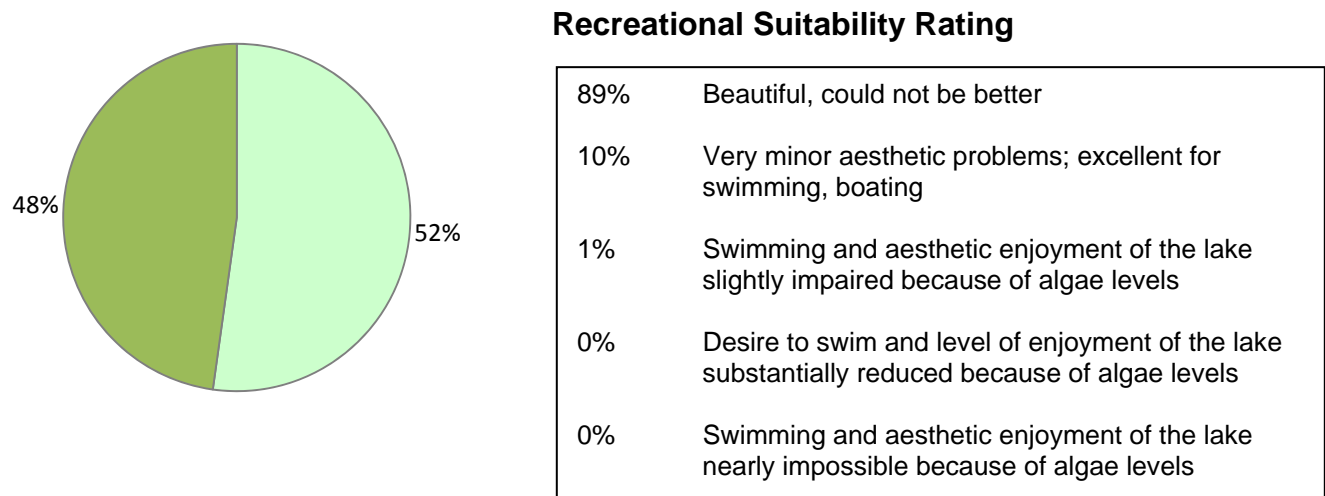 Recreational Suitability Rating
48%
52%
89% Beautiful, could not be better
10% Very minor aesthetic problems; excellent for
swimming, boating
1% Swimming and aesthetic enjoyment of the lake
slightly impaired because of algae levels
0% Desire to swim and level of enjoyment of the lake
substantially reduced because of algae levels
0% Swimming and aesthetic enjoyment of the lake
nearly impossible because of algae levels